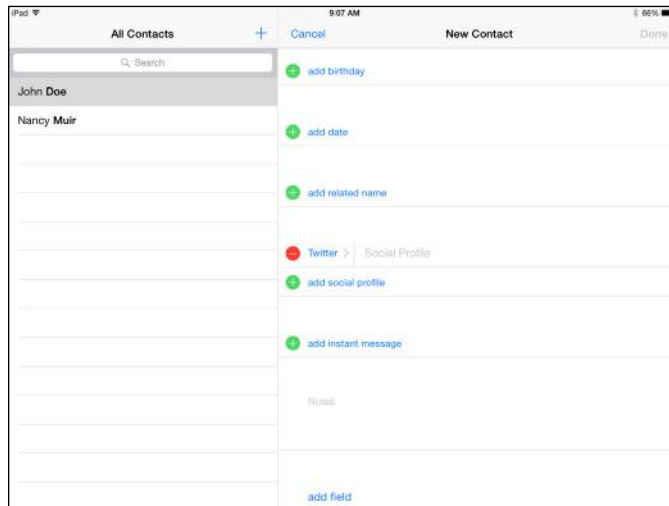 iPad 9:07 AM 66%
All Contacts + Cancel New Contact Done
Search
add birthday
John Doe
Nancy Muir
add date
add related name
Twitter > Social Profile
add social profile
add instant message
Notes
add field